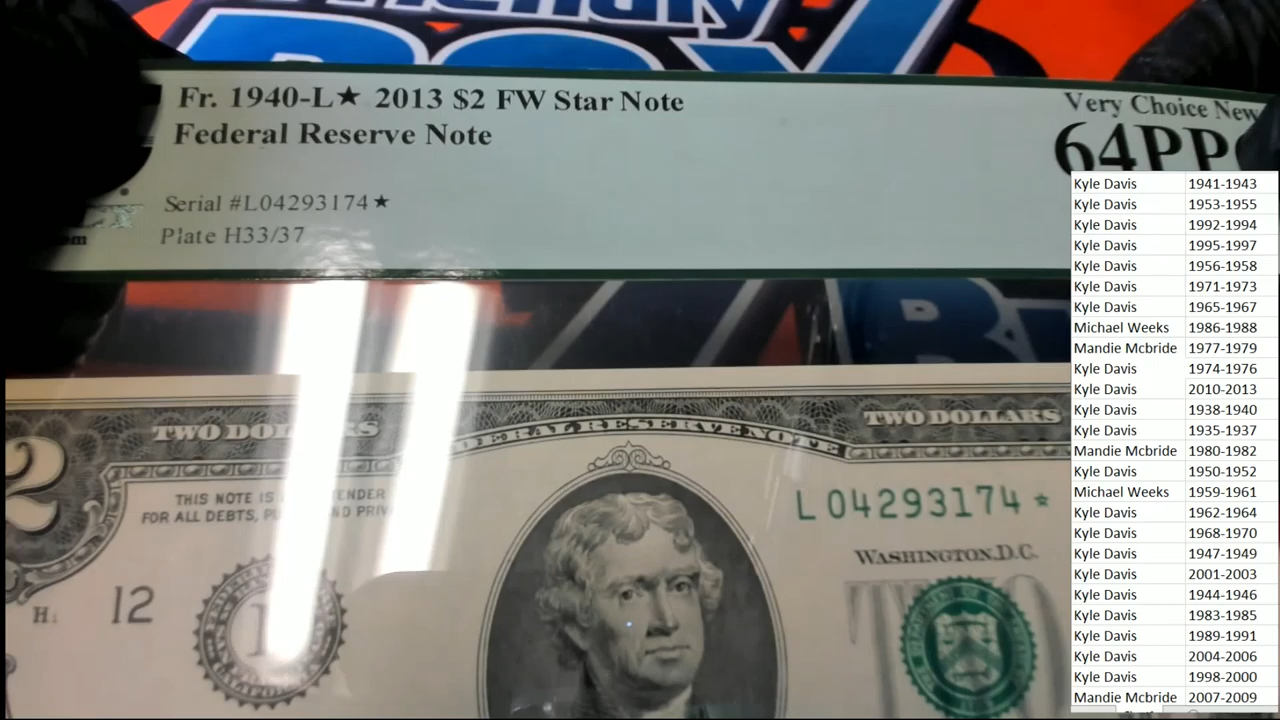 Fr. 1940-L★ 2013 $2 FW Star Note
Federal Reserve Note
Serial #L04293174★
Plate H33/37
Very Choice New
64PP
Kyle Davis 1941-1943
Kyle Davis 1953-1955
Kyle Davis 1992-1994
Kyle Davis 1995-1997
Kyle Davis 1956-1958
Kyle Davis 1971-1973
Kyle Davis 1965-1967
Michael Weeks 1986-1988
Mandie Mcbride 1977-1979
Kyle Davis 1974-1976
Kyle Davis 2010-2013
Kyle Davis 1938-1940
Kyle Davis 1935-1937
Mandie Mcbride 1980-1982
Kyle Davis 1950-1952
Michael Weeks 1959-1961
Kyle Davis 1962-1964
Kyle Davis 1968-1970
Kyle Davis 1947-1949
Kyle Davis 2001-2003
Kyle Davis 1944-1946
Kyle Davis 1983-1985
Kyle Davis 1989-1991
Kyle Davis 2004-2006
Kyle Davis 1998-2000
Mandie Mcbride 2007-2009
TWO DOLLARS
FEDERAL RESERVE NOTE
TWO DOLLARS
2
THIS NOTE IS TENDER
FOR ALL DEBTS, AND
L04293174*
WASHINGTON, D.C.
H1 12